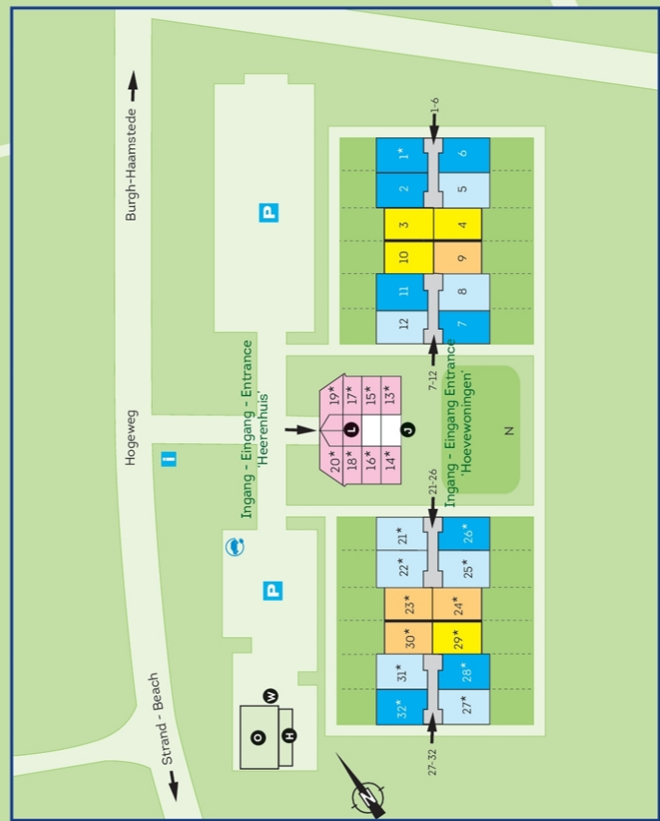 Burgh-Haamstede
Hogeweg
Strand - Beach
P
i
P
O
W
H
Ingang - Eingang - Entrance
'Heerenhuis'
19*
17*
15*
13*
20*
18*
16*
14*
L
J
1-6
1*
6
2
5
3
4
10
9
11
8
12
7
7-12
Ingang - Eingang Entrance
'Hoevewoningen'
N
21-26
21*
26*
22*
25*
23*
24*
30*
29*
31*
28*
32*
27*
27-32
N